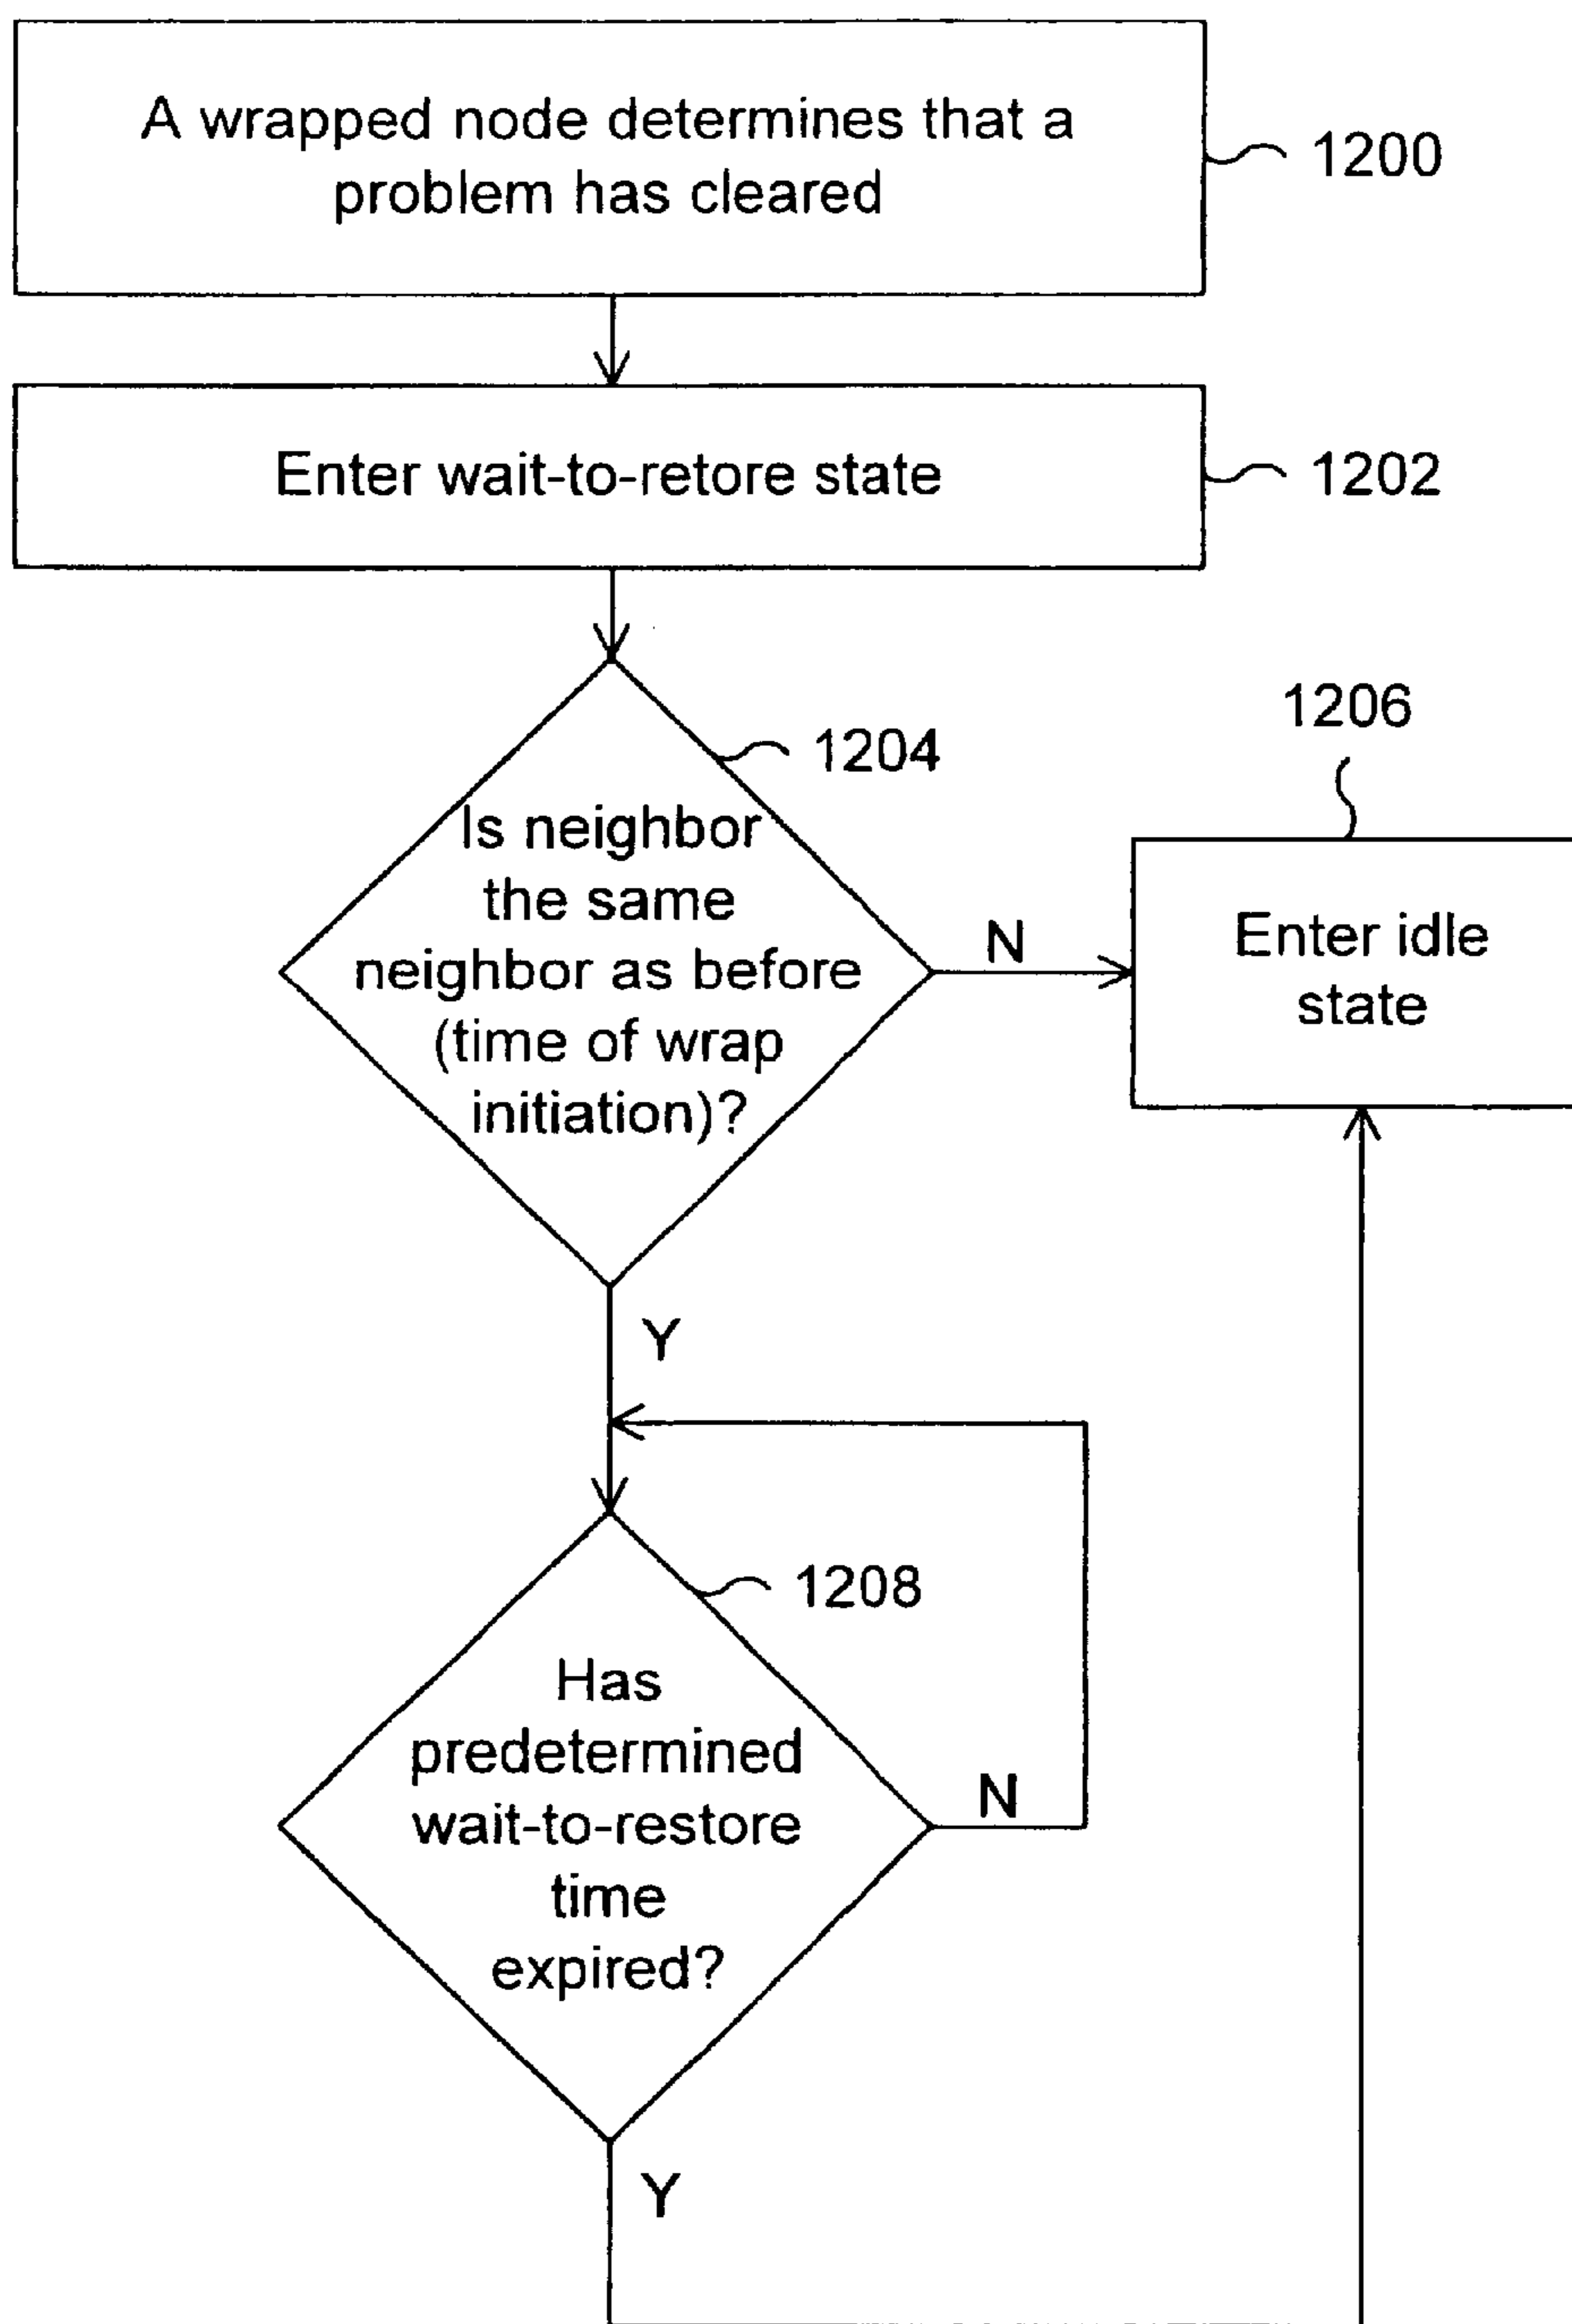 A wrapped node determines that a
problem has cleared
1200
Enter wait-to-retore state
1202
1204
Is neighbor
the same
neighbor as before
(time of wrap
initiation)?
N
1206
Enter idle
state
Y
1208
Has
predetermined
wait-to-restore
time
expired?
N
Y